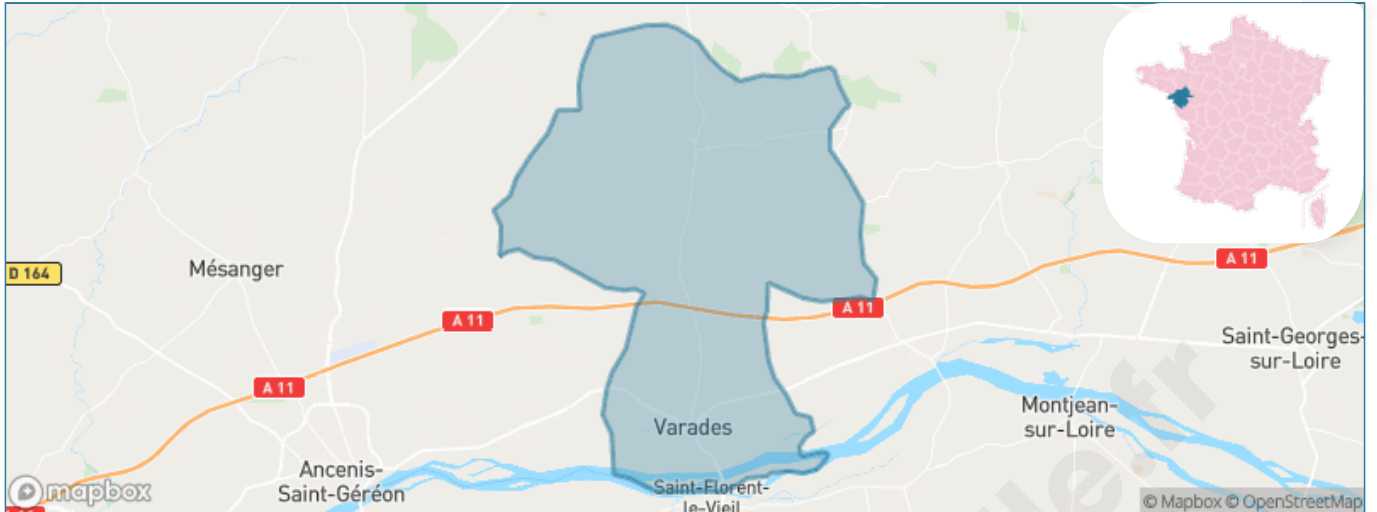 D 164
Mésanger
A 11
A 11
A 11
A 11
Saint-Georges-
sur-Loire
Varades
Montjean-
sur-Loire
Ancenis-
Saint-Géréon
Saint-Florent-
le-Vieil
mapbox
© Mapbox © OpenStreetMap